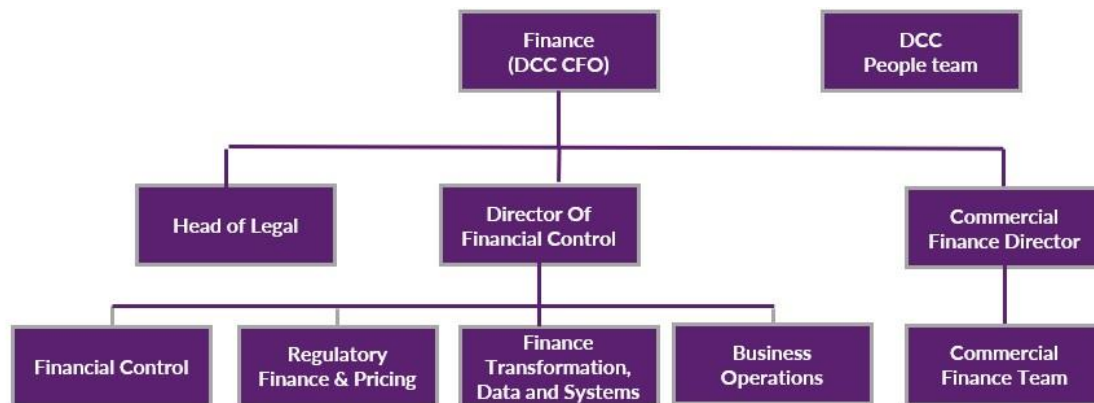 Finance
(DCC CFO)
DCC
People team
Head of Legal
Director Of
Financial Control
Commercial
Finance Director
Financial Control
Regulatory
Finance & Pricing
Finance
Transformation,
Data and Systems
Business
Operations
Commercial
Finance Team